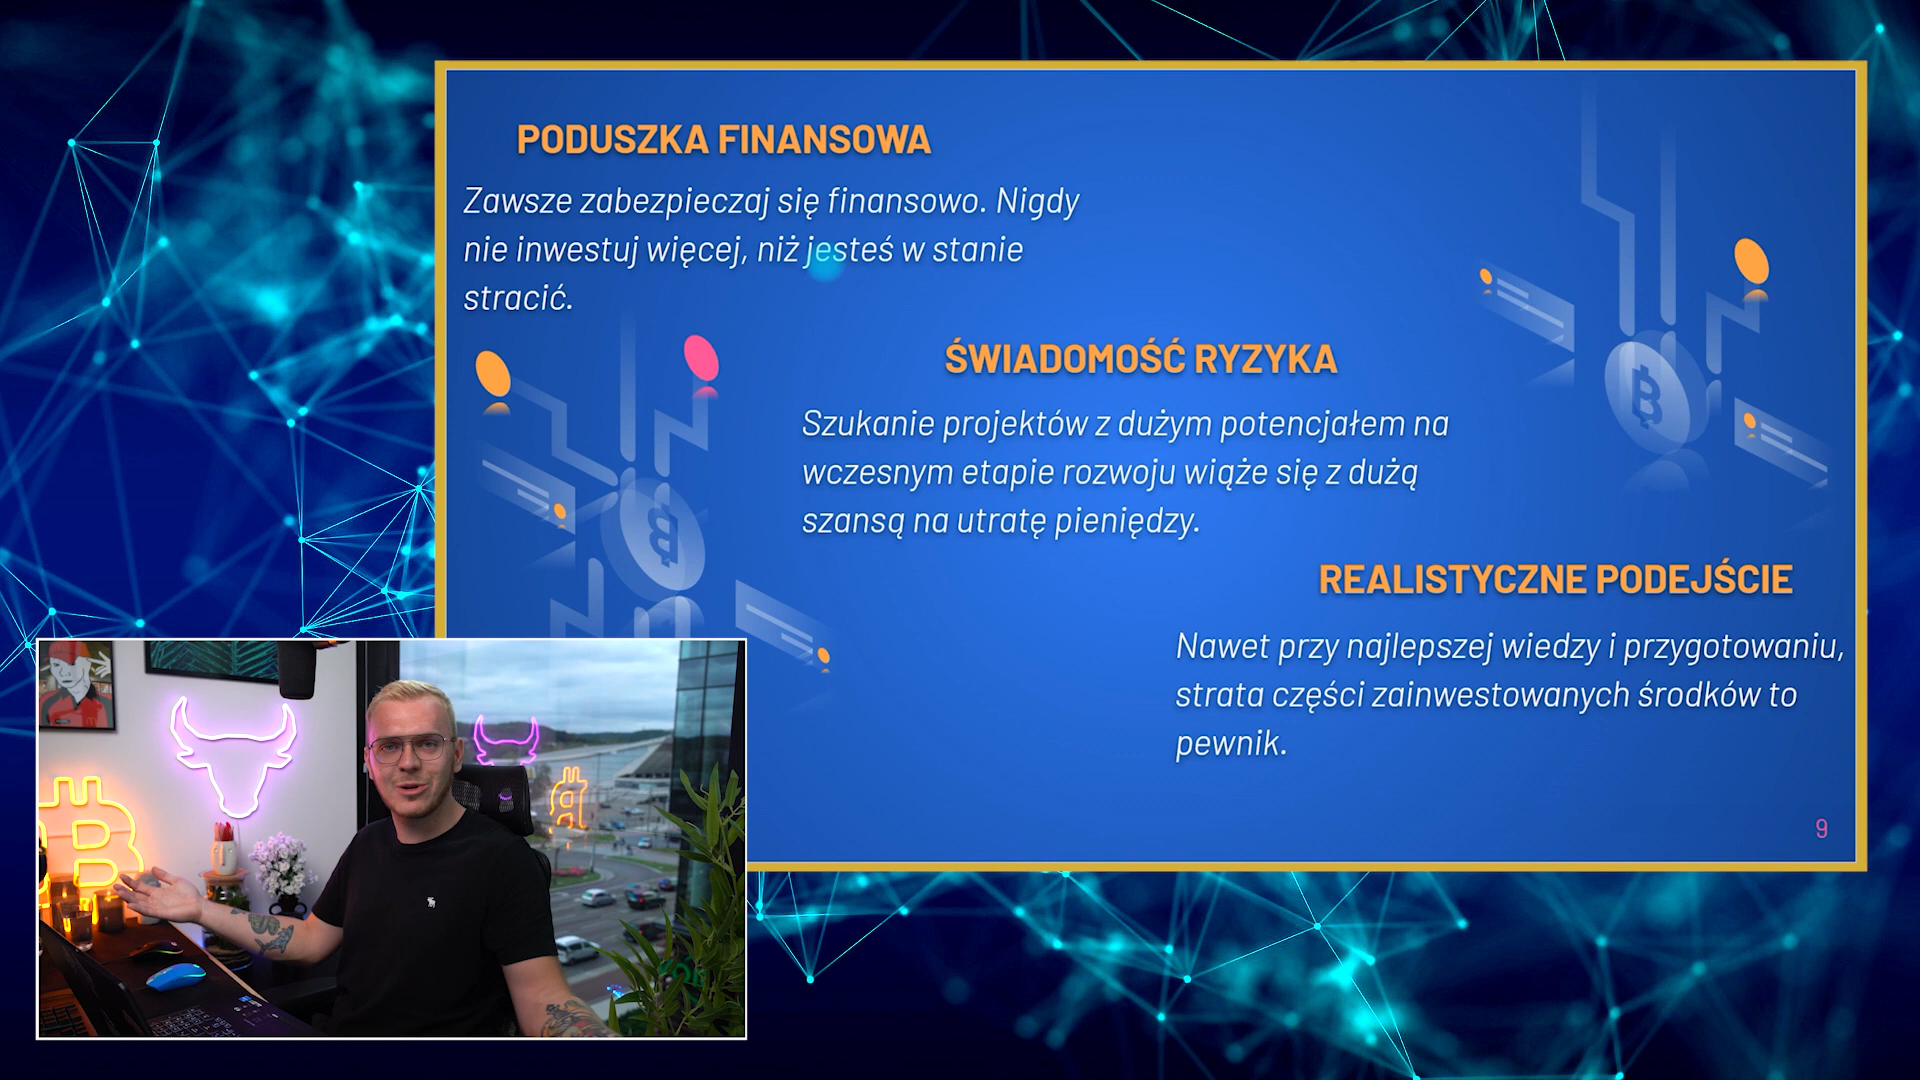 PODUSZKA FINANSOWA
Zawsze zabezpieczaj się finansowo. Nigdy
nie inwestuj więcej, niż jesteś w stanie
stracić.
ŚWIADOMOŚĆ RYZYKA
Szukanie projektów z dużym potencjałem na
wczesnym etapie rozwoju wiąże się z dużą
szansą na utratę pieniędzy.
REALISTYCZNE PODEJŚCIE
Nawet przy najlepszej wiedzy i przygotowaniu,
strata części zainwestowanych środków to
pewnik.
9